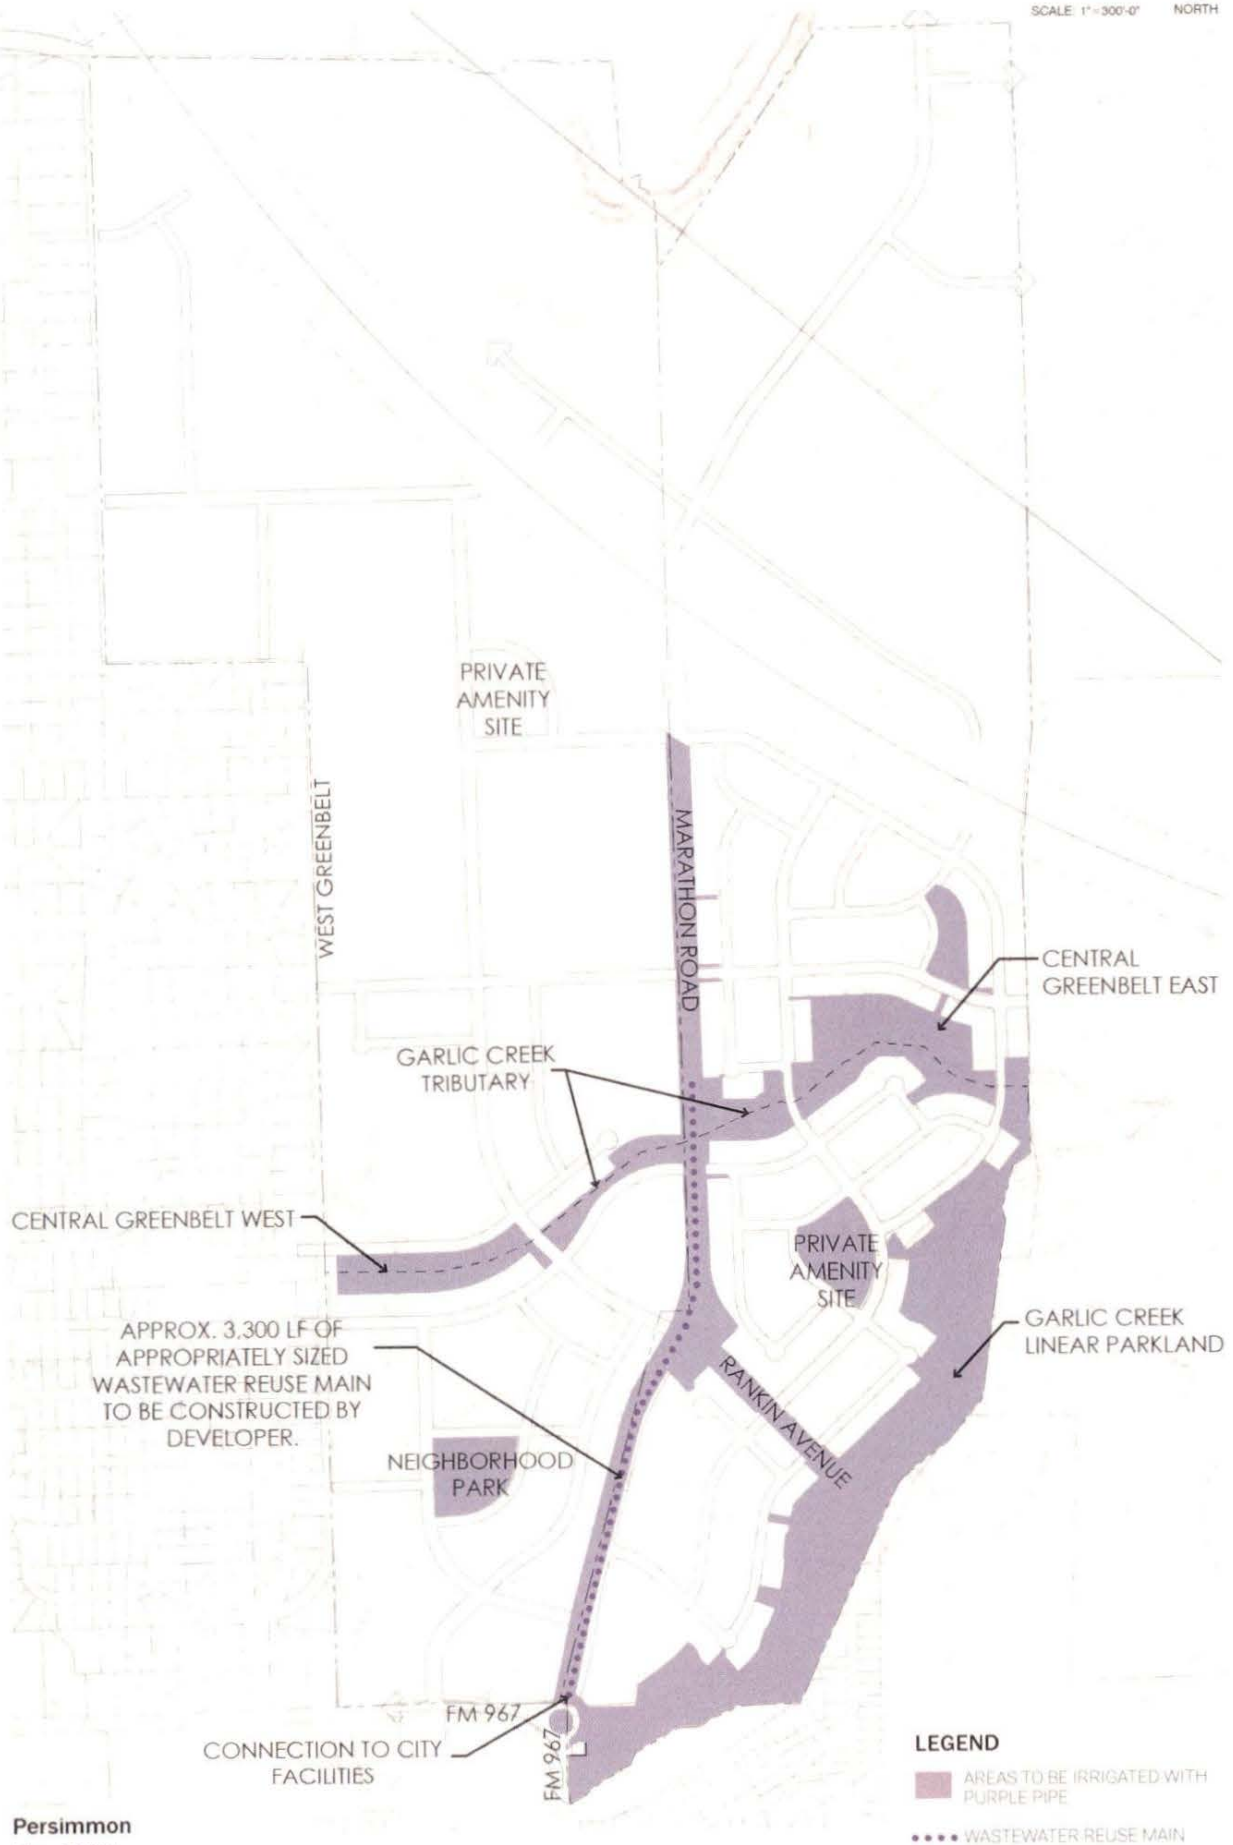 SCALE: 1"=300'-0" NORTH
PRIVATE
AMENITY
SITE
WEST GREENBELT
MARATHON ROAD
CENTRAL
GREENBELT EAST
GARLIC CREEK
TRIBUTARY
CENTRAL GREENBELT WEST
PRIVATE
AMENITY
SITE
GARLIC CREEK
LINEAR PARKLAND
APPROX. 3,300 LF OF
APPROPRIATELY SIZED
WASTEWATER REUSE MAIN
TO BE CONSTRUCTED BY
DEVELOPER.
RANKIN AVENUE
NEIGHBORHOOD
PARK
FM 967
FM 967
CONNECTION TO CITY
FACILITIES
LEGEND
AREAS TO BE IRRIGATED WITH
PURPLE PIPE
WASTEWATER REUSE MAIN
Persimmon